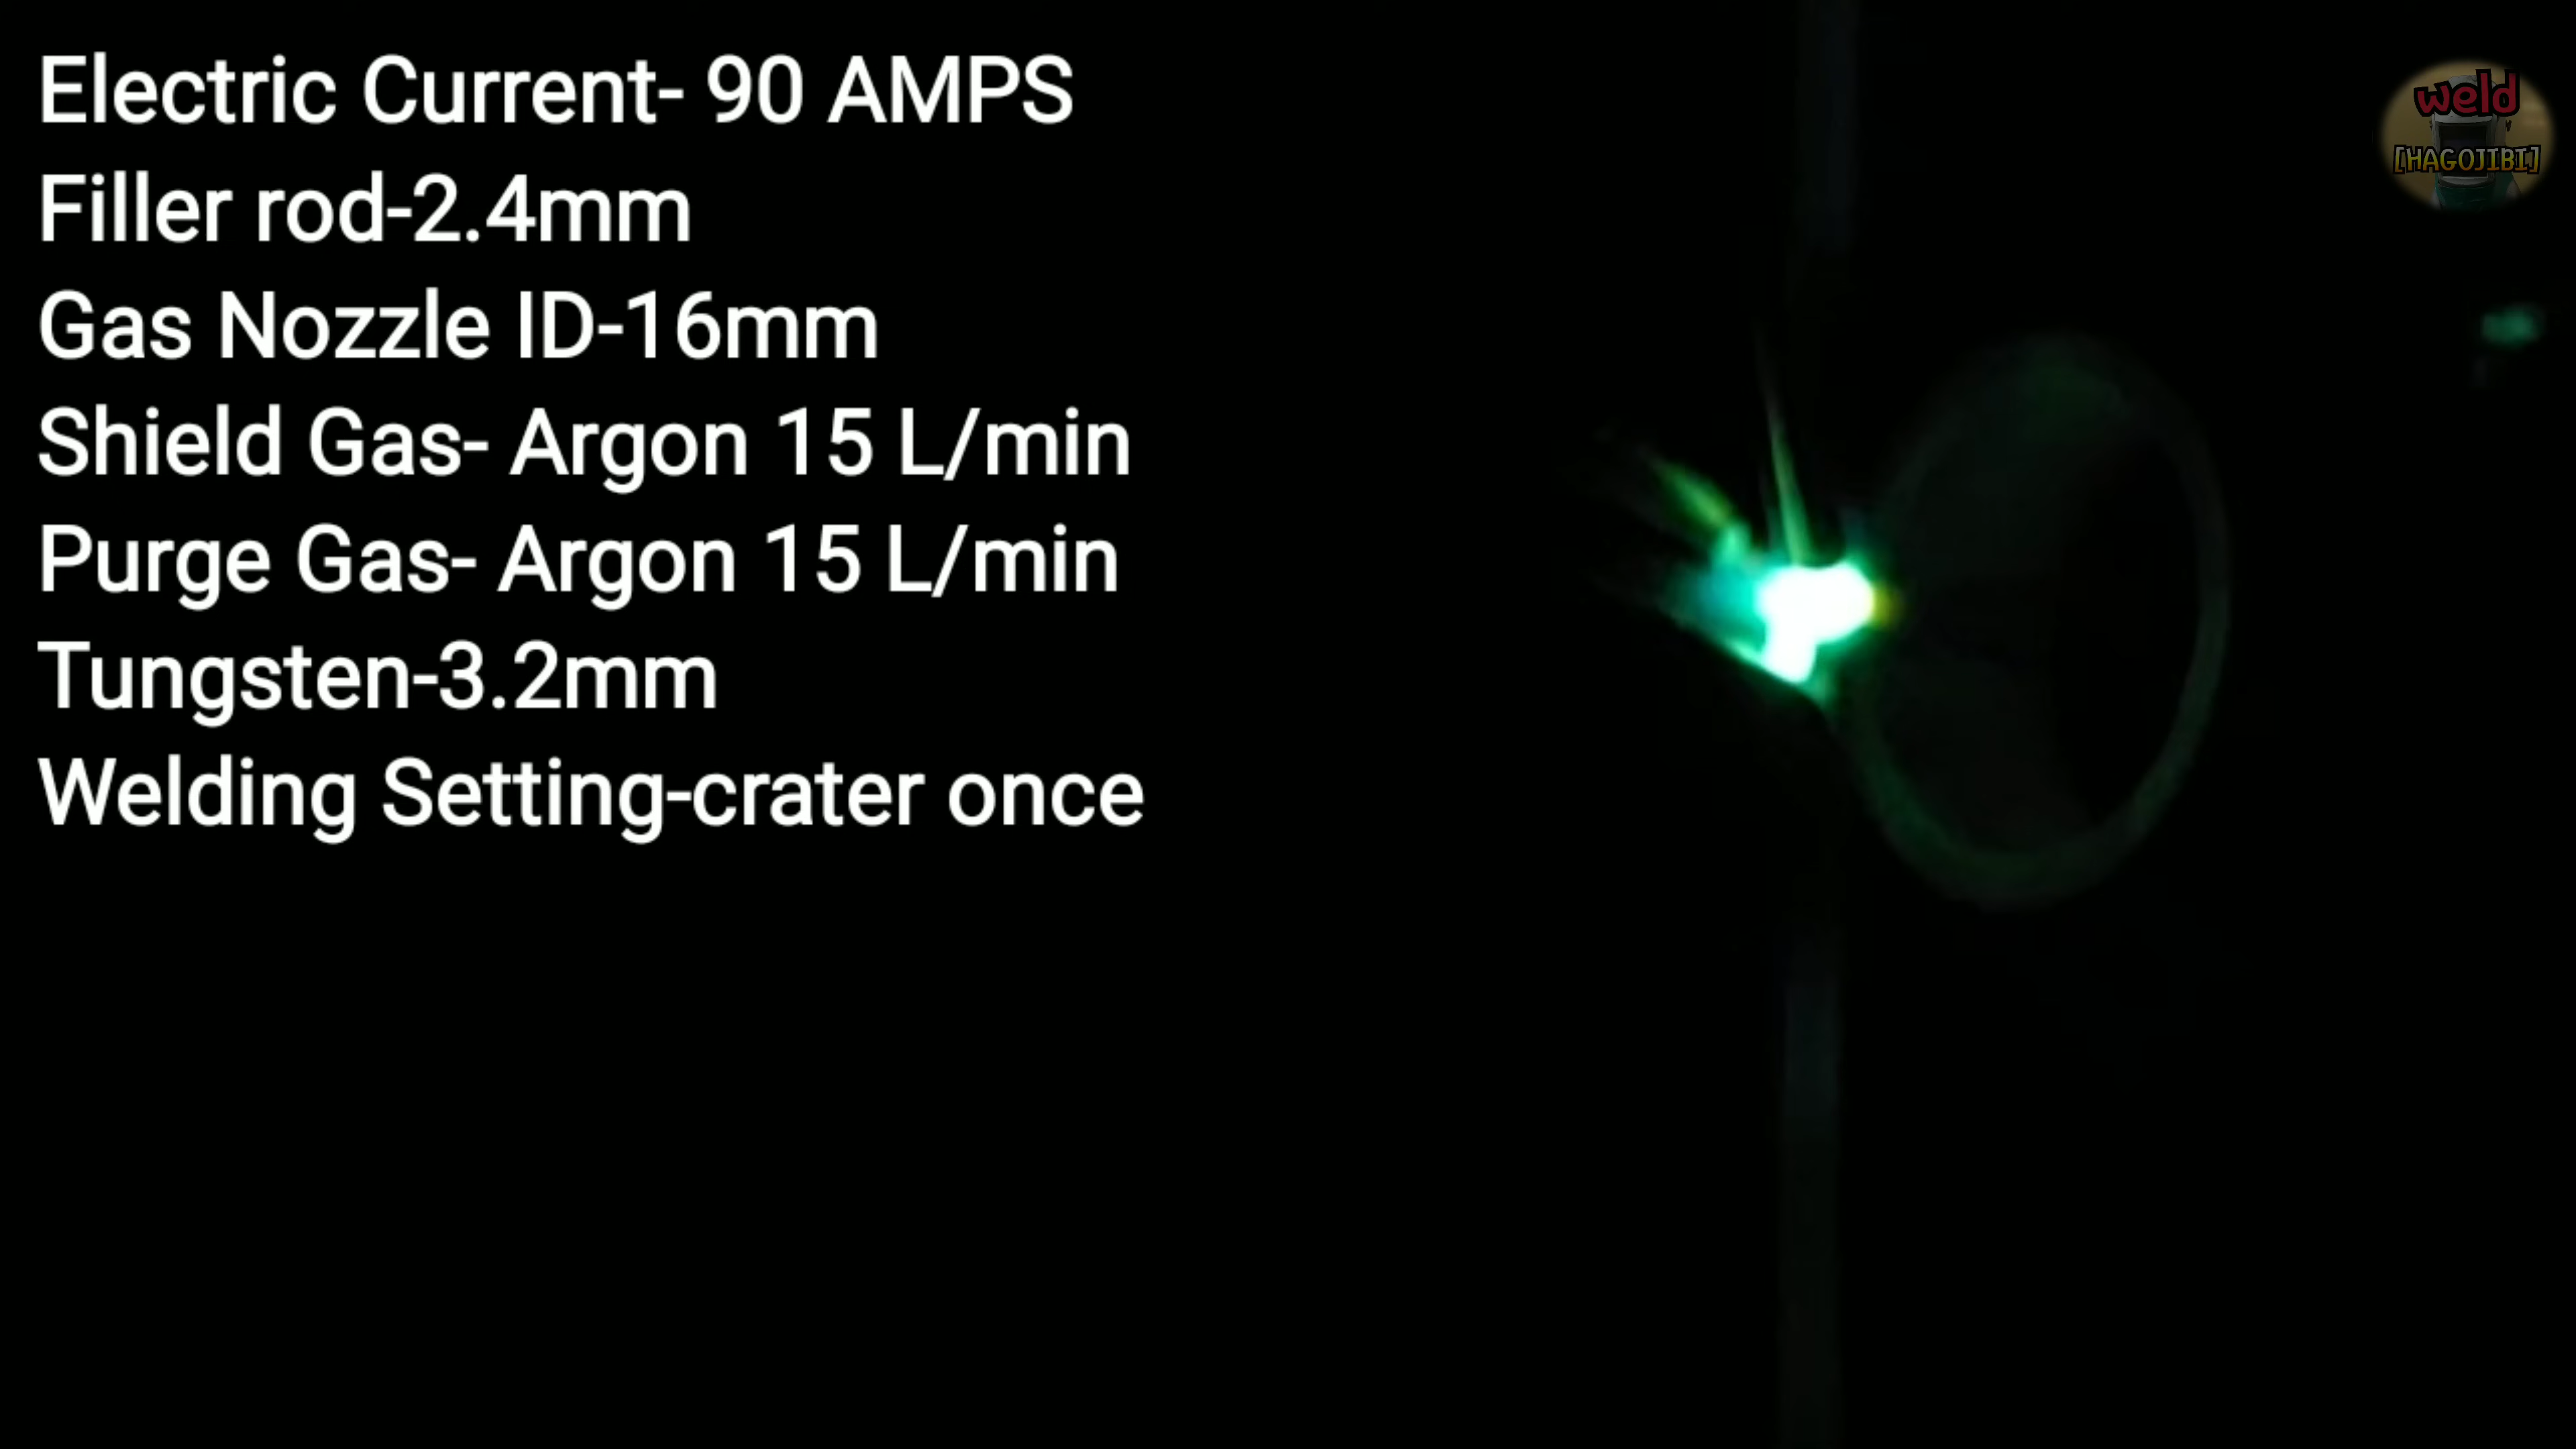 Electric Current- 90 AMPS
Filler rod-2.4mm
Gas Nozzle ID-16mm
Shield Gas- Argon 15 L/min
Purge Gas- Argon 15 L/min
Tungsten-3.2mm
Welding Setting-crater once
weld
[HAGOJIBI]